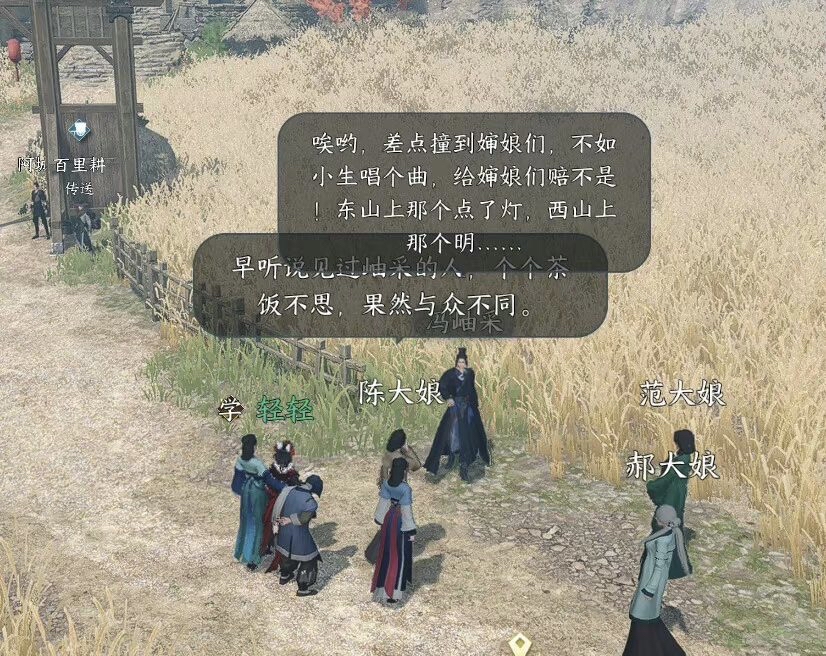 唉哟，差点撞到婶娘们，不如
小生唱个曲，给婶娘们赔不是
！东山上那个点了灯，西山上
那个明……
早听说见过岫采的人，个个茶
饭不思，果然与众不同。
冯岫采
百里耕
传送
陈大娘
范大娘
学 轻轻
郝大娘